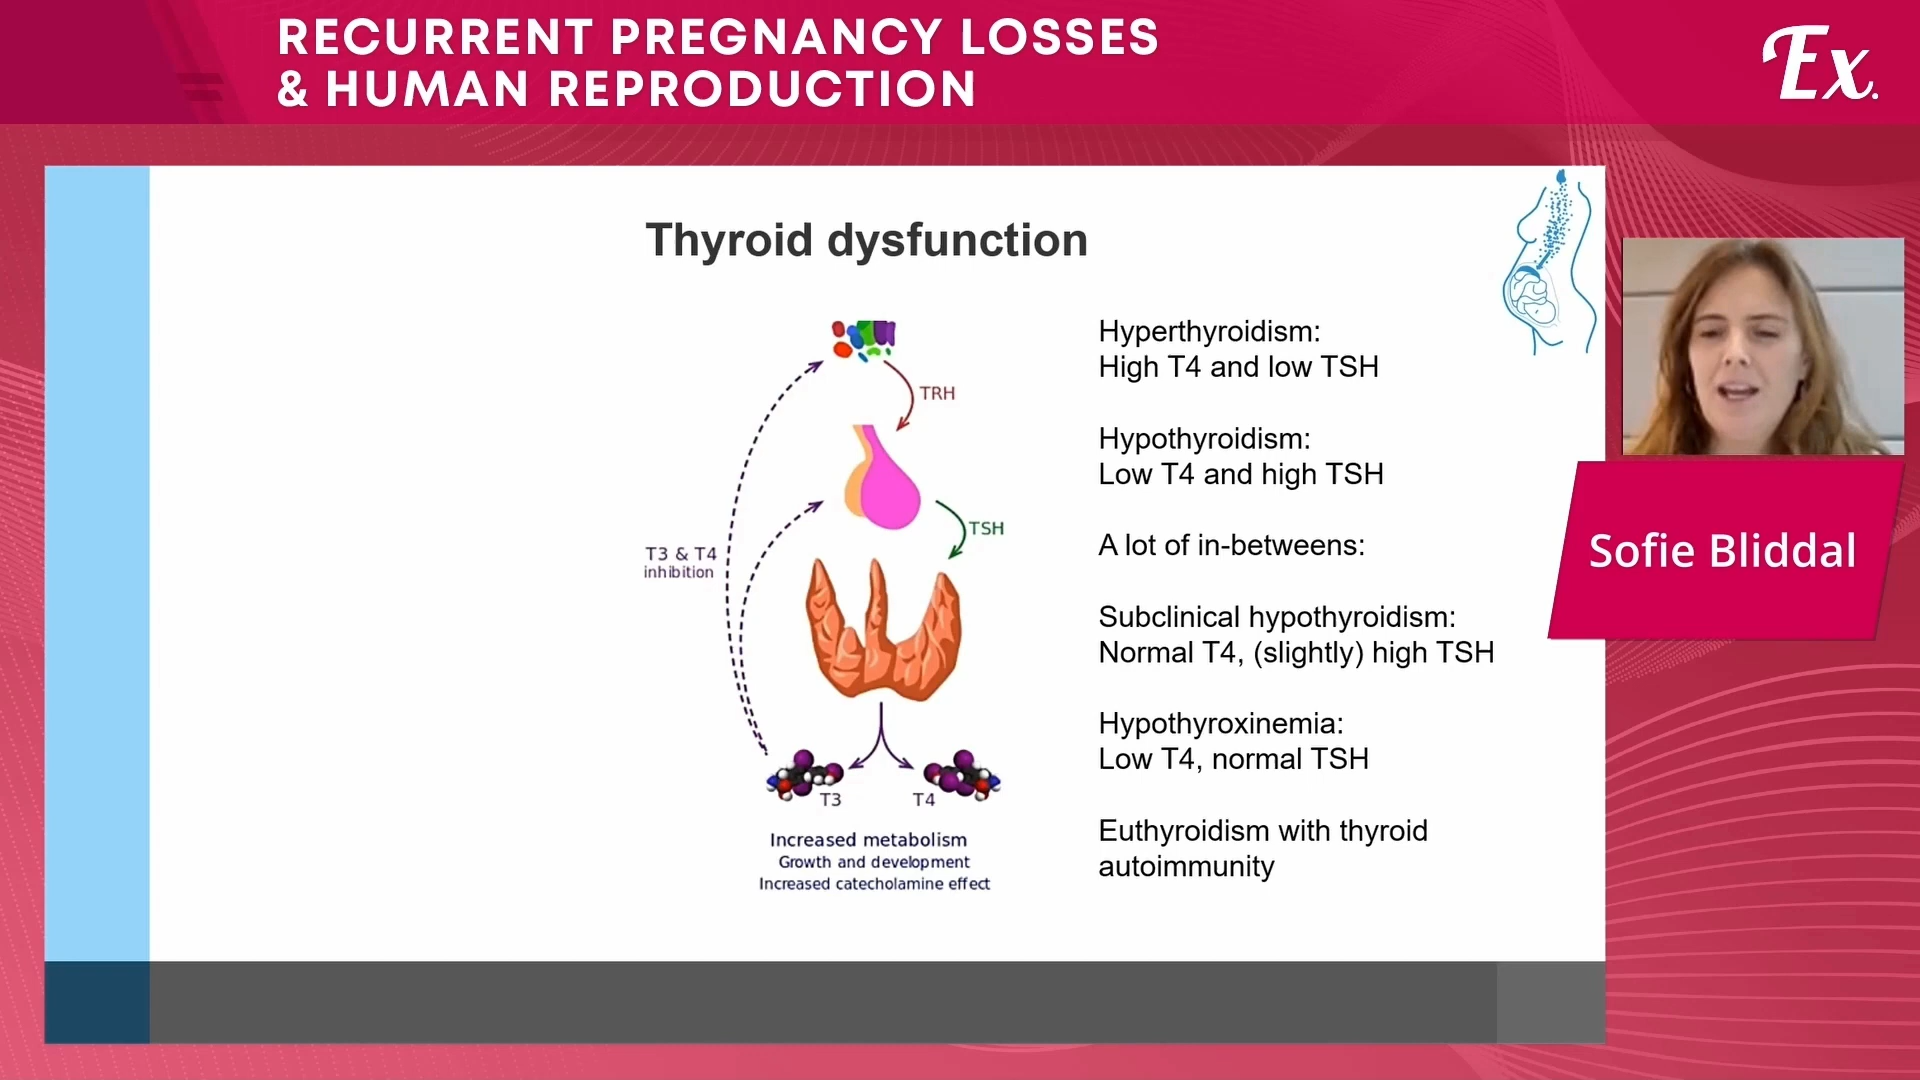 RECURRENT PREGNANCY LOSSES
& HUMAN REPRODUCTION
Ex.
Thyroid dysfunction
TRH
TSH
T3 & T4
inhibition
T3
T4
Increased metabolism
Growth and development
Increased catecholamine effect
Hyperthyroidism:
High T4 and low TSH
Hypothyroidism:
Low T4 and high TSH
A lot of in-betweens:
Subclinical hypothyroidism:
Normal T4, (slightly) high TSH
Hypothyroxinemia:
Low T4, normal TSH
Euthyroidism with thyroid
autoimmunity
Sofie Bliddal